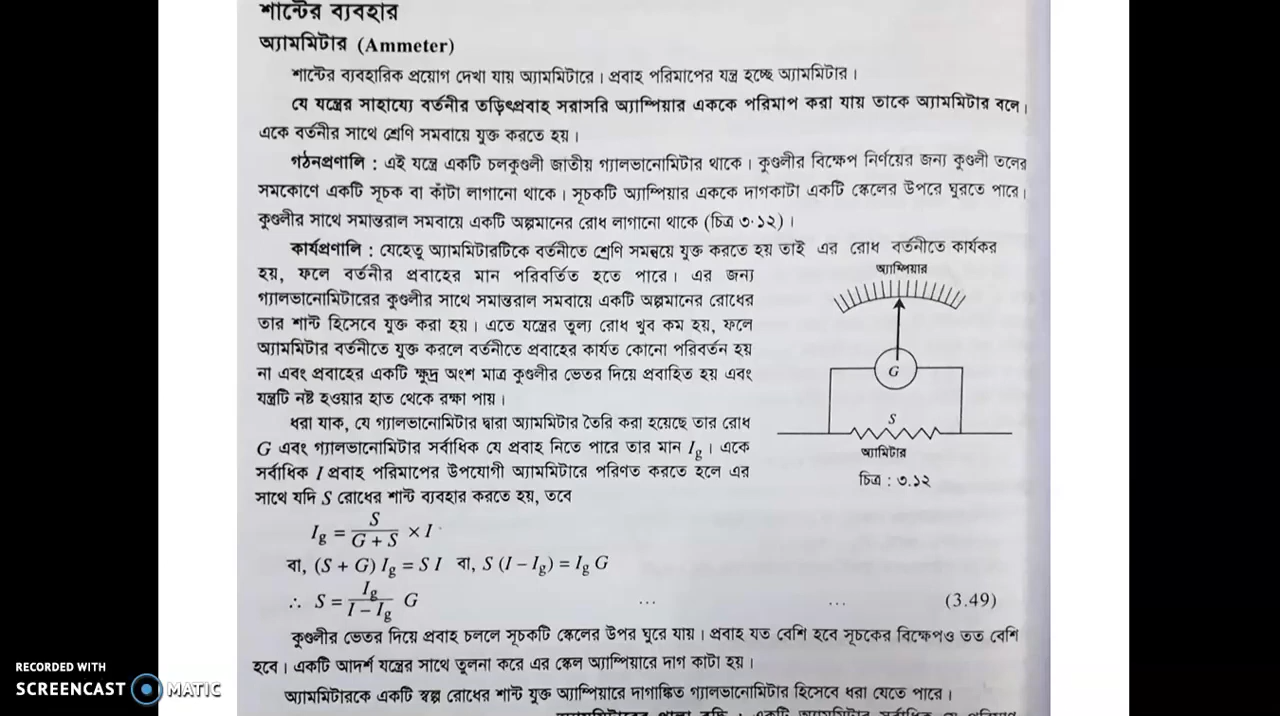 শান্টের ব্যবহার
অ্যামমিটার (Ammeter)
শান্টের ব্যবহারিক প্রয়োগ দেখা যায় অ্যামমিটারে। প্রবাহ পরিমাপের যন্ত্র হচ্ছে অ্যামমিটার।
যে যন্ত্রের সাহায্যে বর্তনীর তড়িৎপ্রবাহ সরাসরি অ্যাম্পিয়ার এককে পরিমাপ করা যায় তাকে অ্যামমিটার বলে।
একে বর্তনীর সাথে শ্রেণি সমবায়ে যুক্ত করতে হয়।
গঠনপ্রণালি : এই যন্ত্রে একটি চলকুণ্ডলী জাতীয় গ্যালভানোমিটার থাকে। কুণ্ডলীর বিক্ষেপ নির্ণয়ের জন্য কুণ্ডলী তলের
সমকোণে একটি সূচক বা কাঁটা লাগানো থাকে। সূচকটি অ্যাম্পিয়ার এককে দাগকাটা একটি স্কেলের উপরে ঘুরতে পারে।
কুণ্ডলীর সাথে সমান্তরাল সমবায়ে একটি অল্পমানের রোধ লাগানো থাকে (চিত্র ৩·১২)।
কার্যপ্রণালি : যেহেতু অ্যামমিটারটিকে বর্তনীতে শ্রেণি সমন্বয়ে যুক্ত করতে হয় তাই এর রোধ বর্তনীতে কার্যকর
হয়, ফলে বর্তনীর প্রবাহের মান পরিবর্তিত হতে পারে। এর জন্য
গ্যালভানোমিটারের কুণ্ডলীর সাথে সমান্তরাল সমবায়ে একটি অল্পমানের রোধের
তার শান্ট হিসেবে যুক্ত করা হয়। এতে যন্ত্রের তুল্য রোধ খুব কম হয়, ফলে
অ্যামমিটার বর্তনীতে যুক্ত করলে বর্তনীতে প্রবাহের কার্যত কোনো পরিবর্তন হয়
না এবং প্রবাহের একটি ক্ষুদ্র অংশ মাত্র কুণ্ডলীর ভেতর দিয়ে প্রবাহিত হয় এবং
যন্ত্রটি নষ্ট হওয়ার হাত থেকে রক্ষা পায়।
অ্যাম্পিয়ার
G
S
অ্যামিটার
চিত্র : ৩.১২
ধরা যাক, যে গ্যালভানোমিটার দ্বারা অ্যামমিটার তৈরি করা হয়েছে তার রোধ
G এবং গ্যালভানোমিটার সর্বাধিক যে প্রবাহ নিতে পারে তার মান Ig। একে
সর্বাধিক I প্রবাহ পরিমাপের উপযোগী অ্যামমিটারে পরিণত করতে হলে এর
সাথে যদি S রোধের শান্ট ব্যবহার করতে হয়, তবে
Ig = S / (G + S) × I
বা, (S + G) Ig = S I বা, S (I – Ig) = Ig G
∴ S = Ig / (I – Ig) G ... ... (3.49)
কুণ্ডলীর ভেতর দিয়ে প্রবাহ চললে সূচকটি স্কেলের উপর ঘুরে যায়। প্রবাহ যত বেশি হবে সূচকের বিক্ষেপও তত বেশি
হবে। একটি আদর্শ যন্ত্রের সাথে তুলনা করে এর স্কেল অ্যাম্পিয়ারে দাগ কাটা হয়।
অ্যামমিটারকে একটি স্বল্প রোধের শান্ট যুক্ত অ্যাম্পিয়ারে দাগাঙ্কিত গ্যালভানোমিটার হিসেবে ধরা যেতে পারে।
RECORDED WITH
SCREENCAST MATIC